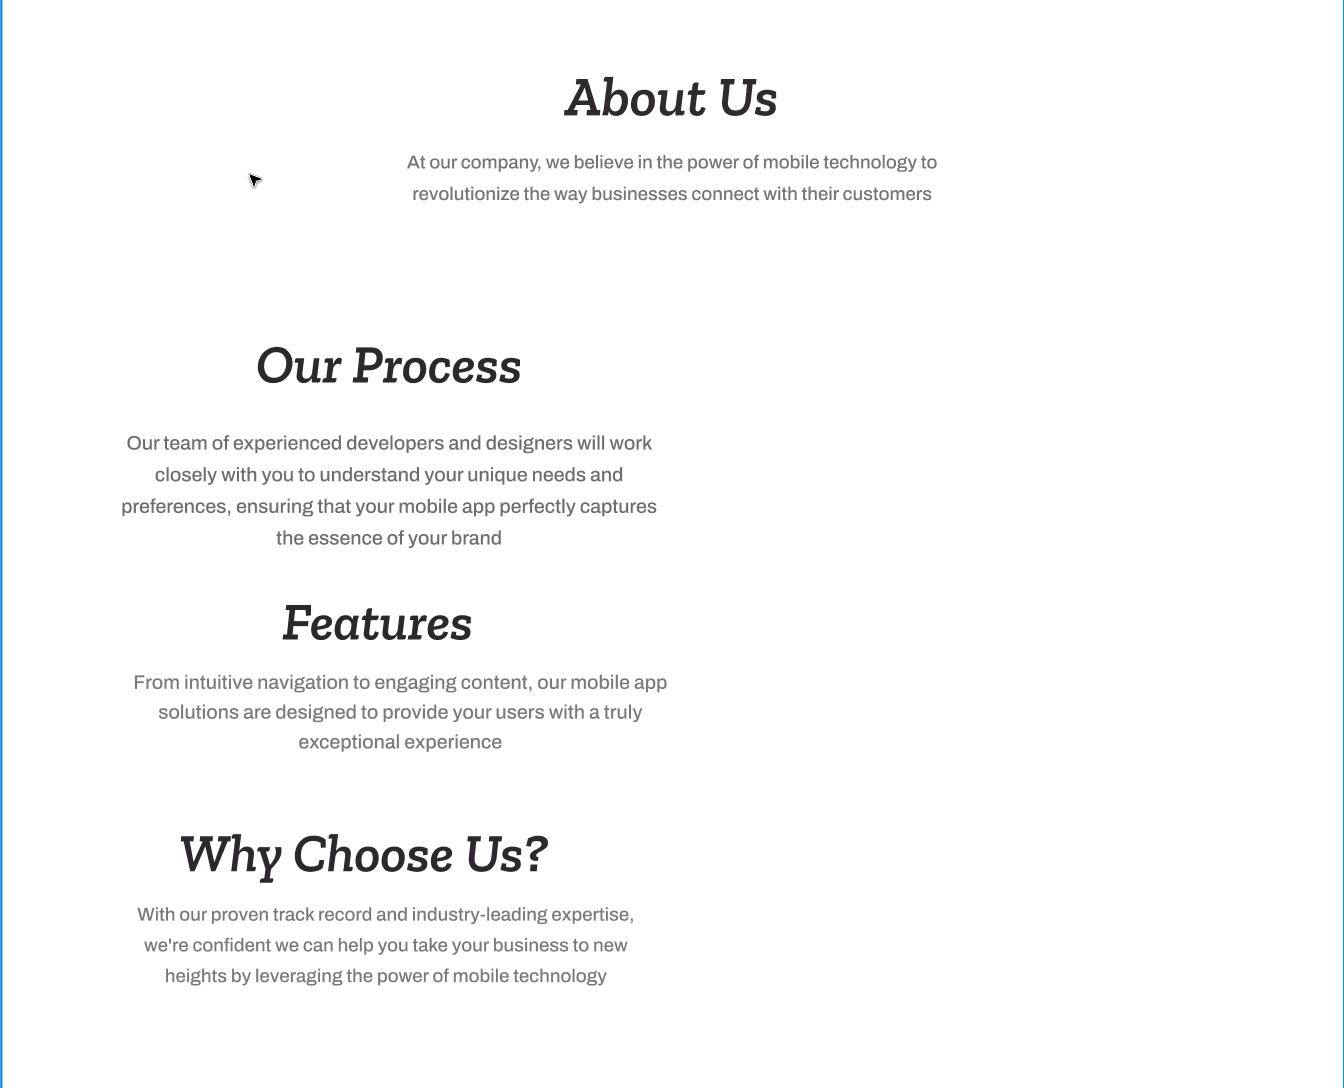 About Us
At our company, we believe in the power of mobile technology to
revolutionize the way businesses connect with their customers
Our Process
Our team of experienced developers and designers will work
closely with you to understand your unique needs and
preferences, ensuring that your mobile app perfectly captures
the essence of your brand
Features
From intuitive navigation to engaging content, our mobile app
solutions are designed to provide your users with a truly
exceptional experience
Why Choose Us?
With our proven track record and industry-leading expertise,
we're confident we can help you take your business to new
heights by leveraging the power of mobile technology